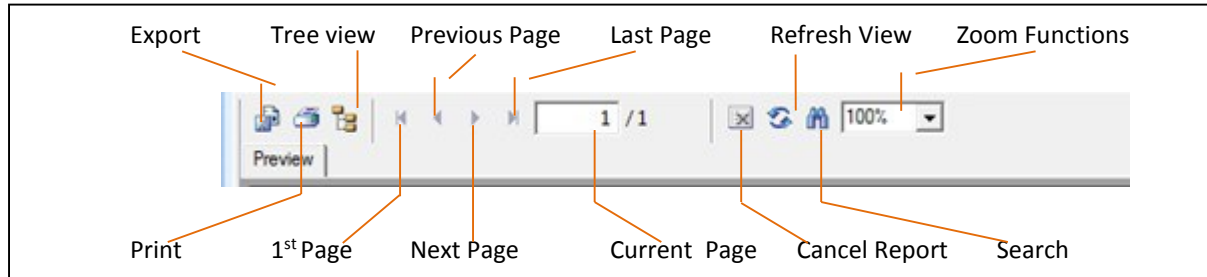 Export Tree view Previous Page Last Page Refresh View Zoom Functions
1 /1 100%
Preview
Print 1st Page Next Page Current Page Cancel Report Search